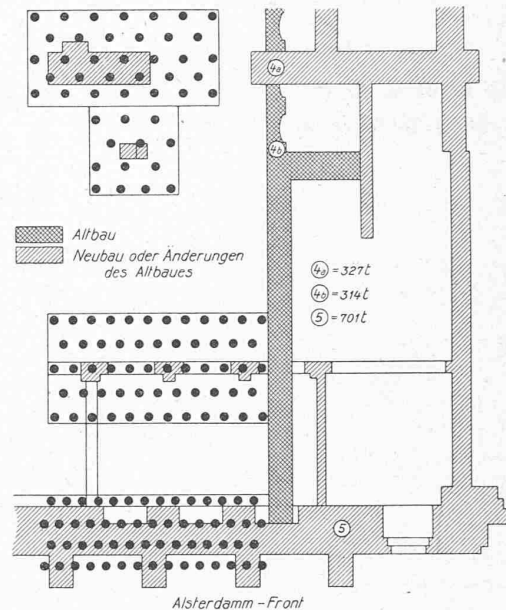 4a
4b
Altbau
Neubau oder Änderungen
des Altbaues
4a = 327t
4b = 314t
5 = 701t
5
Alsterdamm - Front